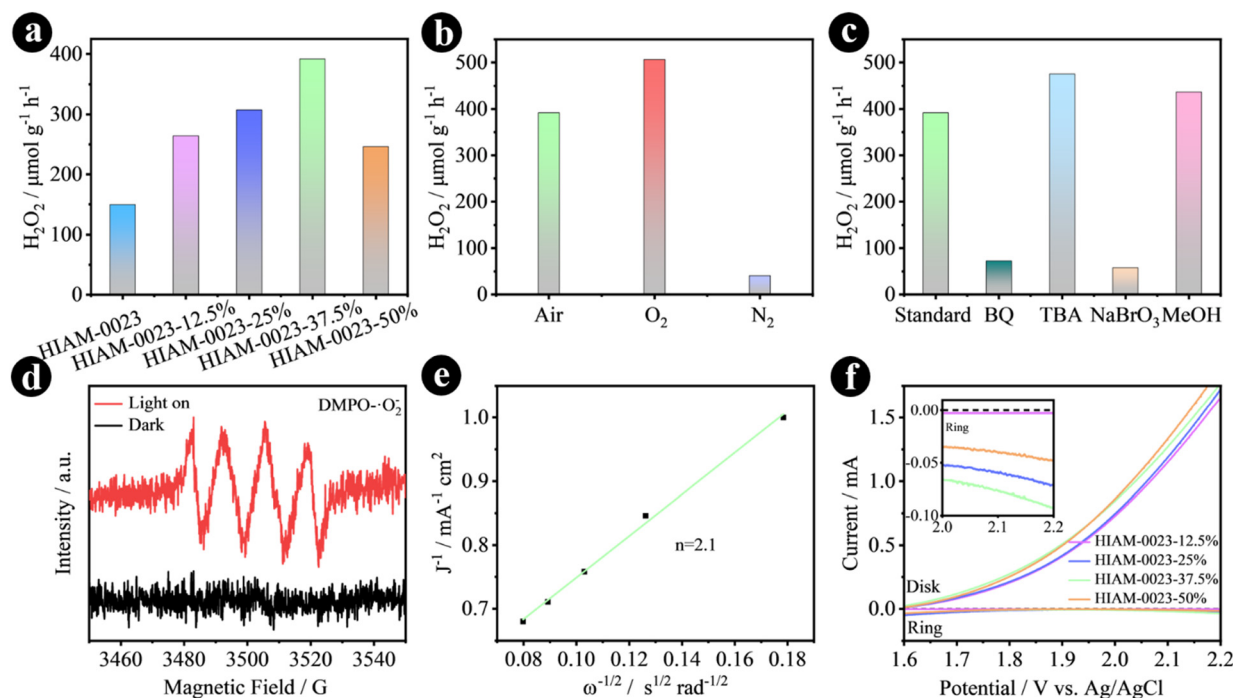 a
400
300
200
100
0
H₂O₂ / μmol g⁻¹ h⁻¹
HIAM-0023
HIAM-0023-12.5%
HIAM-0023-25%
HIAM-0023-37.5%
HIAM-0023-50%
b
500
400
300
200
100
0
H₂O₂ / μmol g⁻¹ h⁻¹
Air O₂ N₂
c
500
400
300
200
100
0
H₂O₂ / μmol g⁻¹ h⁻¹
Standard BQ TBA NaBrO₃ MeOH
d
Light on
Dark
DMPO-·O₂⁻
Intensity / a.u.
3460 3480 3500 3520 3540
Magnetic Field / G
e
1.0
0.9
0.8
0.7
J⁻¹ / mA⁻¹ cm²
n=2.1
0.08 0.10 0.12 0.14 0.16 0.18
ω⁻¹/² / s¹/² rad⁻¹/²
f
1.5
1.0
0.5
0.0
Current / mA
0.00
-0.05
-0.10
Ring
2.0 2.1 2.2
HIAM-0023-12.5%
HIAM-0023-25%
HIAM-0023-37.5%
HIAM-0023-50%
Disk
Ring
1.6 1.7 1.8 1.9 2.0 2.1 2.2
Potential / V vs. Ag/AgCl